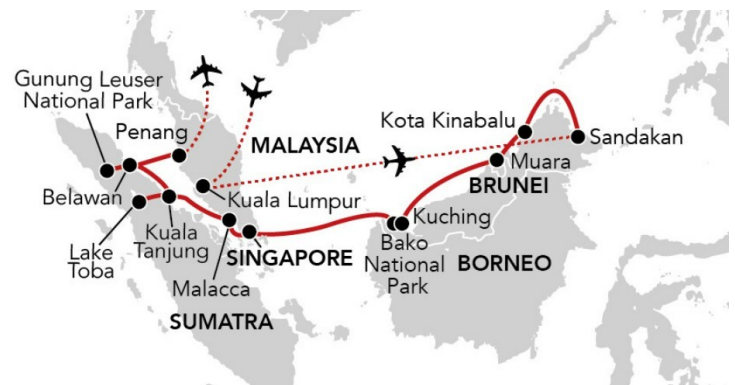 Gunung Leuser
National Park
Penang
MALAYSIA
Kota Kinabalu
Sandakan
Belawan
Kuala Lumpur
Muara
BRUNEI
Lake
Toba
Kuala
Tanjung
Malacca
SINGAPORE
SUMATRA
Kuching
Bako
National
Park
BORNEO